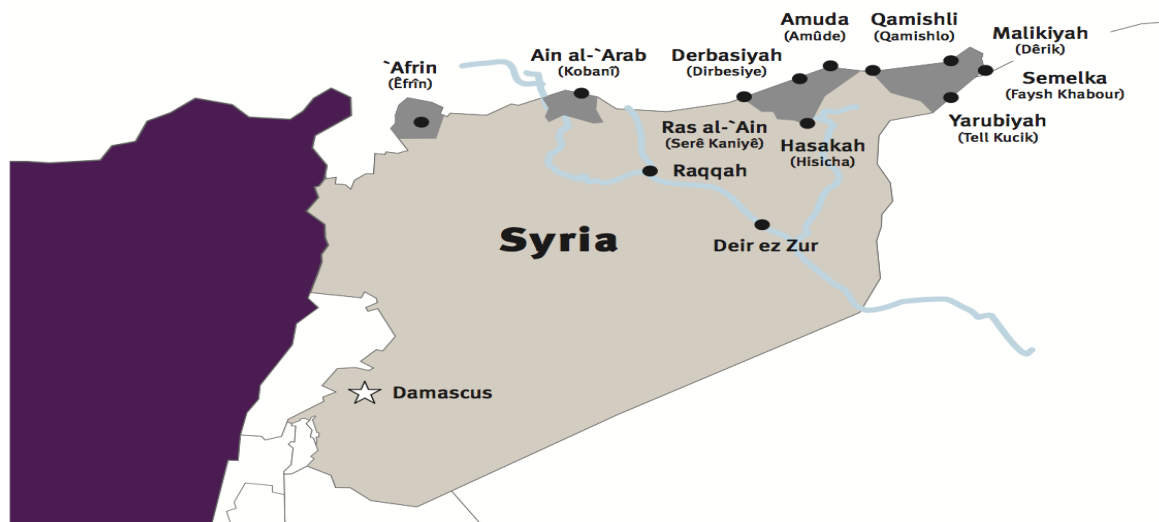 `Afrin
(Êfrîn)
Ain al-`Arab
(Kobanî)
Derbasiyah
(Dirbesiye)
Amuda
(Amûde)
Qamishli
(Qamishlo)
Malikiyah
(Dêrik)
Semelka
(Faysh Khabour)
Yarubiyah
(Tell Kucik)
Ras al-`Ain
(Serê Kaniyê)
Hasakah
(Hisicha)
Raqqah
Syria
Deir ez Zur
Damascus